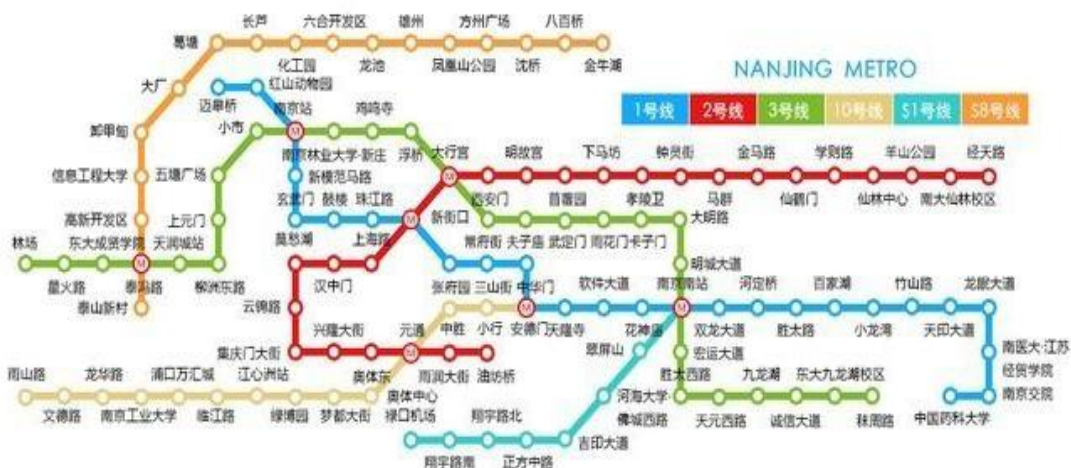 长芦 六合开发区 雄州 方州广场 八百桥
葛塘
化工园 龙池 凤凰山公园 沈桥 金牛湖
红山动物园
大厂
迈皋桥
NANJING METRO
南京站 鸡鸣寺
1号线 2号线 3号线 10号线 S1号线 S8号线
小市
卸甲甸
南京林业大学·新庄 浮桥
大行宫 明故宫 下马坊 钟灵街 金马路 学则路 羊山公园 经天路
信息工程大学
五塘广场
新模范马路
西安门 苜蓿园 孝陵卫 马群 仙鹤门 仙林中心 南大仙林校区
玄武门 鼓楼 珠江路
新街口
高新开发区
上元门
大明路
林场 东大成贤学院 天润城站
莫愁湖 上海路
常府街 夫子庙 武定门 雨花门 卡子门
明城大道
星火路 泰冯路 柳洲东路
汉中门
张府园 三山街 中华门 软件大道 南京南站 河定桥 百家湖 竹山路 龙眠大道
泰山新村
云锦路
兴隆大街 元通 中胜 小行 安德门 天隆寺 花神庙 双龙大道 胜太路 小龙湾 天印大道
翠屏山
集庆门大街
宏运大道
南医大·江苏
经贸学院
雨山路 龙华路 浦口万汇城 江心洲站
奥体东
雨润大街 油坊桥
胜太西路 九龙湖 东大九龙湖校区
南京交院
奥体中心
河海大学·
佛城西路
文德路 南京工业大学 临江路 绿博园 梦都大街
禄口机场 翔宇路北
天元西路 诚信大道 秣周路 中国药科大学
吉印大道
翔宇路南 正方中路